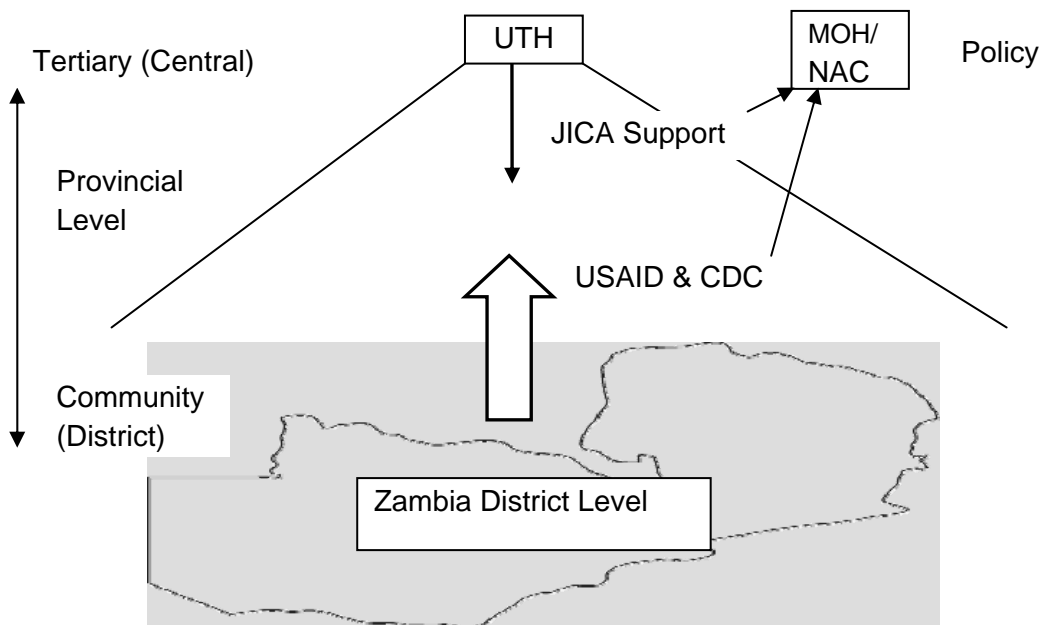 UTH
MOH/
NAC
Policy
Tertiary (Central)
JICA Support
Provincial
Level
USAID & CDC
Community
(District)
Zambia District Level